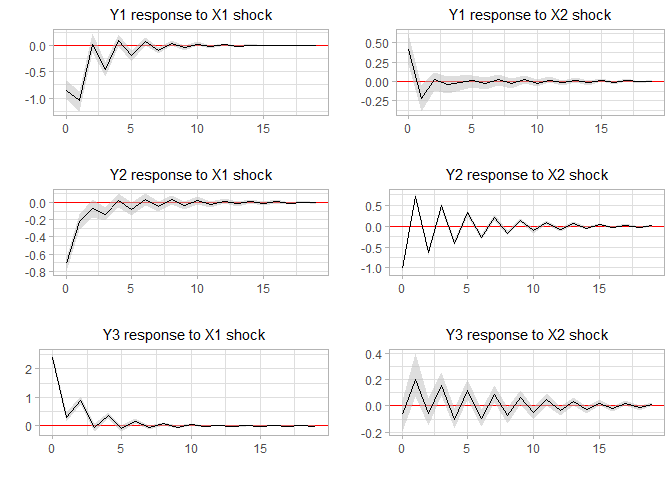 Y1 response to X1 shock
0.0
-0.5
-1.0
0 5 10 15
Y1 response to X2 shock
0.50
0.25
0.00
-0.25
0 5 10 15
Y2 response to X1 shock
0.0
-0.2
-0.4
-0.6
-0.8
0 5 10 15
Y2 response to X2 shock
0.5
0.0
-0.5
-1.0
0 5 10 15
Y3 response to X1 shock
2
1
0
0 5 10 15
Y3 response to X2 shock
0.4
0.2
0.0
-0.2
0 5 10 15